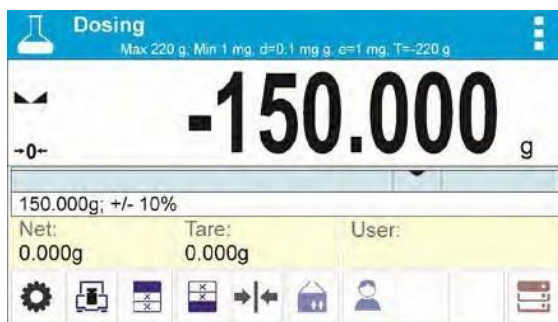 Dosing
Max 220 g; Min 1 mg, d=0.1 mg g, e=1 mg, T=-220 g
→0←
-150.000 g
150.000g; +/- 10%
Net: Tare: User:
0.000g 0.000g